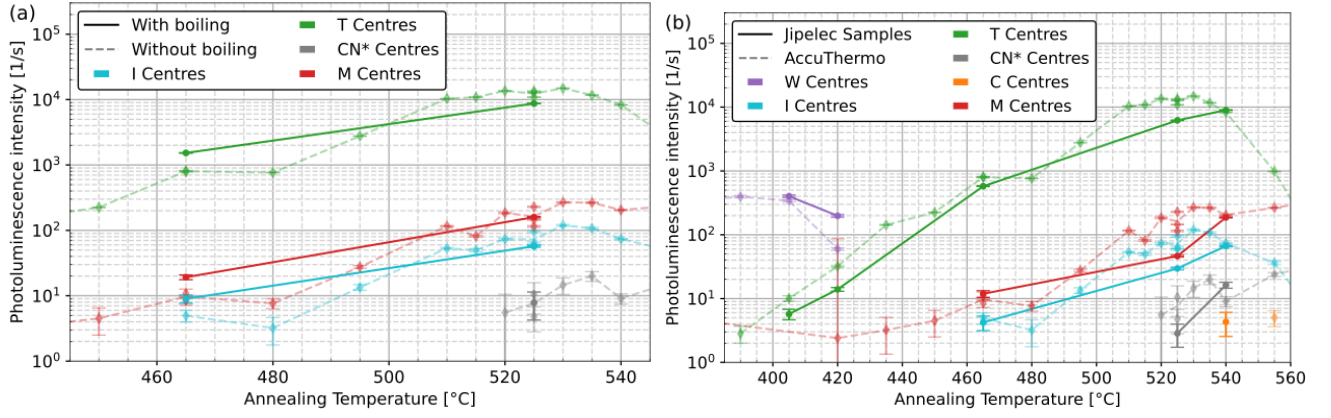 (a)
With boiling
Without boiling
I Centres
T Centres
CN* Centres
M Centres
Photoluminescence intensity [1/s]
10⁵
10⁴
10³
10²
10¹
10⁰
460
480
500
520
540
Annealing Temperature [°C]
(b)
Jipelec Samples
AccuThermo
W Centres
I Centres
T Centres
CN* Centres
C Centres
M Centres
Photoluminescence intensity [1/s]
10⁵
10⁴
10³
10²
10¹
10⁰
400
420
440
460
480
500
520
540
560
Annealing Temperature [°C]